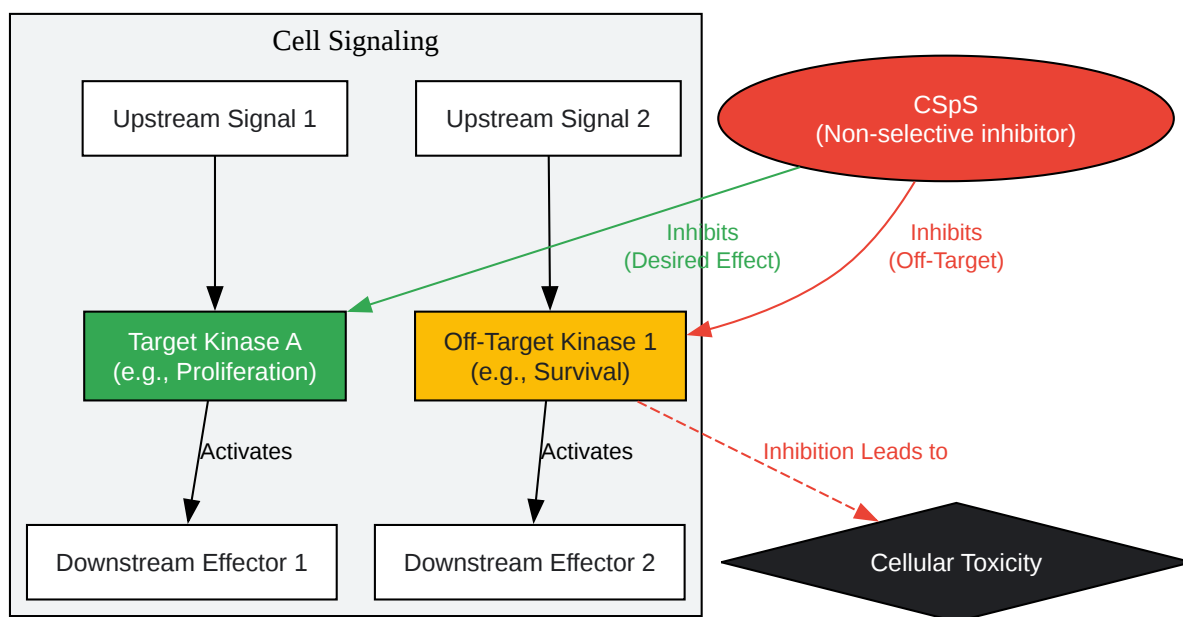 Cell Signaling
Upstream Signal 1
Upstream Signal 2
CSpS
(Non-selective inhibitor)
Inhibits
(Desired Effect)
Inhibits
(Off-Target)
Target Kinase A
(e.g., Proliferation)
Off-Target Kinase 1
(e.g., Survival)
Activates
Activates
Inhibition Leads to
Downstream Effector 1
Downstream Effector 2
Cellular Toxicity